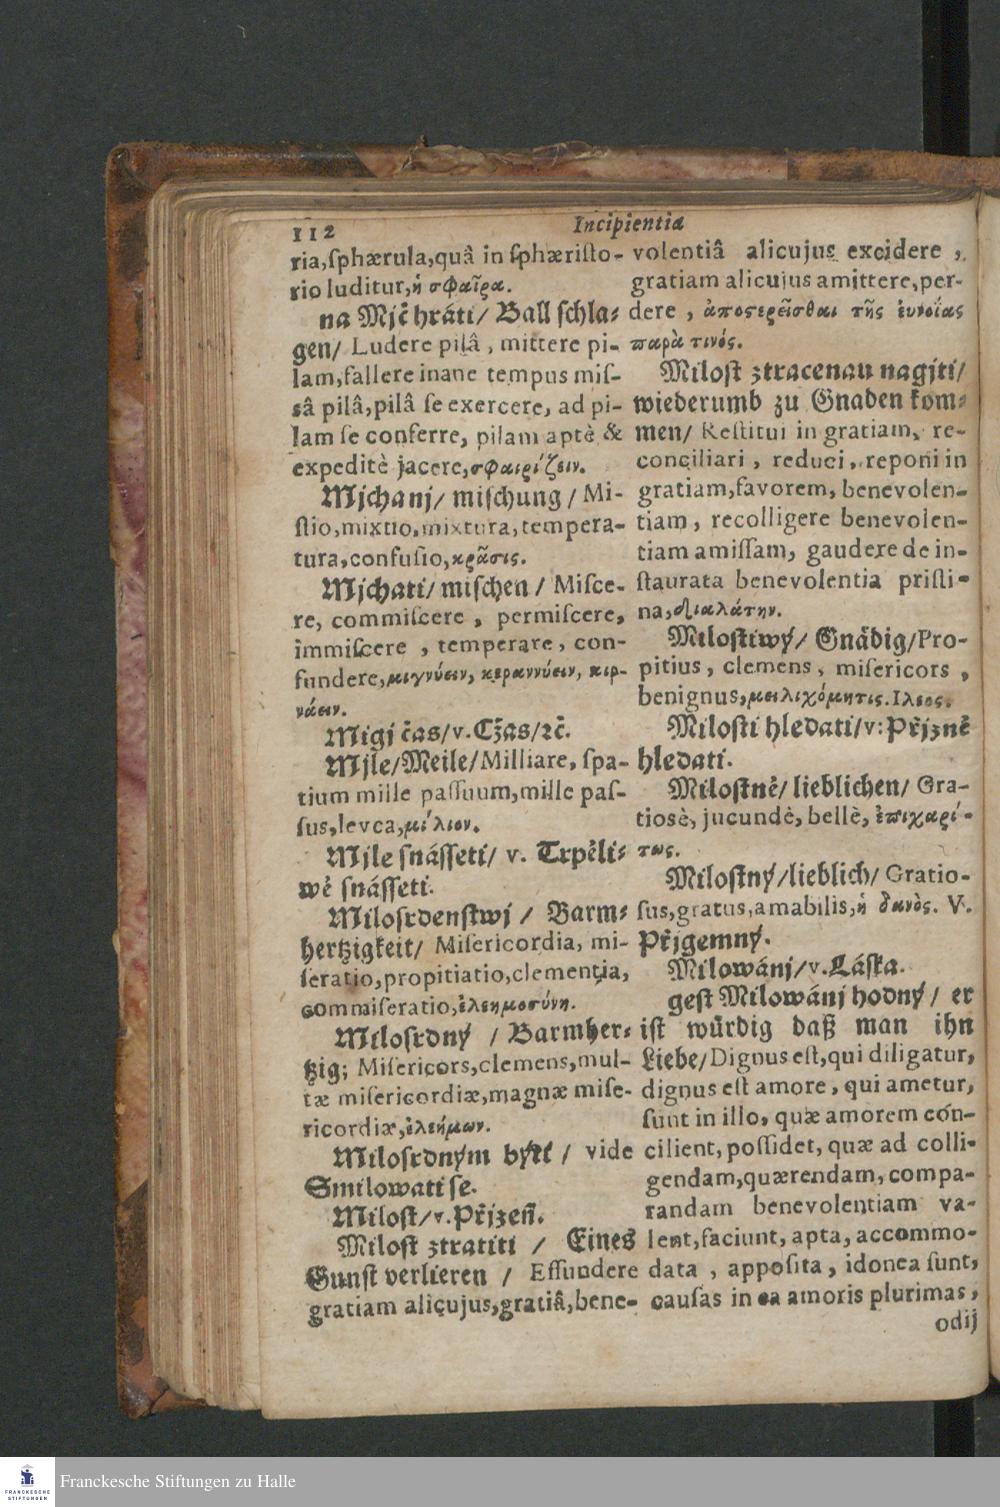 112
Incipientia
ria,ſphærula,quâ in ſphæriſto-
rio luditur,ἡ σφαῖρα.
na Mjč hráti/ Ball ſchla-
gen/ Ludere pilâ, mittere pi-
lam,fallere inane tempus miſ-
sâ pilâ,pilâ ſe exercere, ad pi-
lam ſe conferre, pilam aptè &
expeditè jacere,σφαιρίζειν.
Mjchanj/ miſchung / Mi-
ſtio,mixtio,mixtura,tempera-
tura,confuſio,κρᾶσις.
Mjchati/ miſchen / Miſce-
re, commiſcere, permiſcere,
immiſcere, temperare, con-
fundere,μιγνύειν, κεραννύειν, κιρ-
νάειν.
Migj čas/v.Cžas/ꝛč.
Mjle/Meile/Milliare, ſpa-
tium mille paſſuum,mille paſ-
ſus,levca,μίλιον.
Mjle ſnáſſeti/ v. Trpěli-
wě ſnáſſeti.
Miloſrdenſtwj / Barm-
hertzigkeit/ Miſericordia, mi-
ſeratio,propitiatio,clementia,
commiſeratio,ἐλεημοσύνη.
Miloſrdný / Barmher-
tzig; Miſericors,clemens,mul-
tæ miſericordiæ,magnæ miſe-
ricordiæ,ἐλεήμων.
Miloſrdným býti / vide
Smilowati ſe.
Miloſt/v.Přjzeň.
Miloſt ztratiti / Eines
Gunſt verlieren / Effundere
gratiam alicujus,gratiâ,bene-
volentiâ alicujus excidere,
gratiam alicujus amittere,per-
dere, ἀποστερεῖσθαι τῆς εὐνοίας
παρὰ τινός.
Miloſt ztracenau nagjti/
wiederumb zu Gnaden kom-
men/ Reſtitui in gratiam, re-
conciliari, reduci, reponi in
gratiam,favorem, benevolen-
tiam, recolligere benevolen-
tiam amiſſam, gaudere de in-
ſtaurata benevolentia priſti-
na,διαλάτην.
Miloſtiwý/ Gnädig/Pro-
pitius, clemens, miſericors,
benignus,μειλιχόμητις.Ιλεος.
Miloſti hledati/v:Přjzně
hledati.
Miloſtně/ lieblichen/ Gra-
tiosè, jucundè, bellè, ἐπιχαρί-
τως.
Miloſtný/lieblich/ Gratio-
ſus,gratus,amabilis,ἡ δανὸς. V.
Přjgemný.
Milowánj/v.Láſka.
geſt Milowánj hodný/ er
iſt würdig daß man ihn
Liebe/Dignus eſt,qui diligatur,
dignus eſt amore, qui ametur,
ſunt in illo, quæ amorem con-
cilient, poſſidet, quæ ad colli-
gendam,quærendam,compa-
randam benevolentiam va-
lent,faciunt, apta, accommo-
data, appoſita, idonea ſunt,
cauſas in ea amoris plurimas,
odij
FRANCKESCHE STIFTUNGEN
Franckesche Stiftungen zu Halle